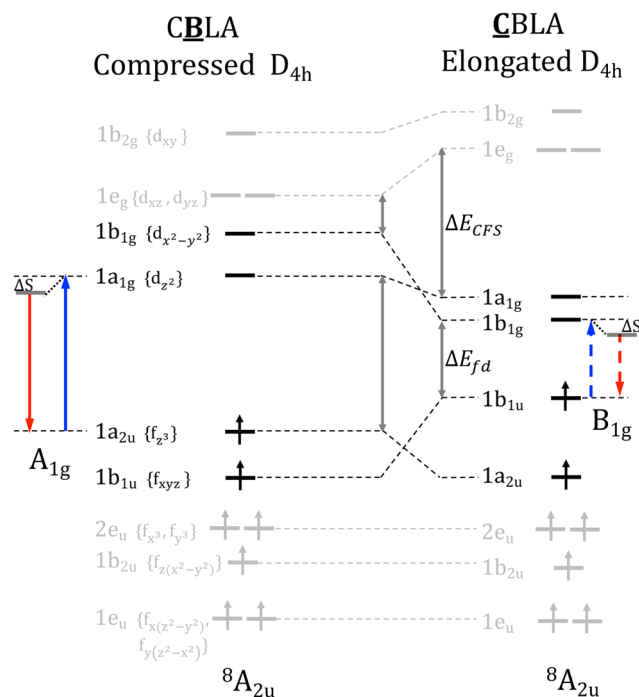 CBLA
Compressed D4h
CBLA
Elongated D4h
1b2g {dxy}
1b2g
1eg {dxz, dyz}
1eg
1b1g {dx²−y²}
ΔECFS
1a1g {dz²}
1a1g
ΔS
1b1g
ΔS
ΔEfd
1b1u
B1g
1a2u {fz³}
A1g
1b1u {fxyz}
1a2u
2eu {fx³, fy³}
2eu
1b2u {fz(x²−y²)}
1b2u
1eu {fx(z²−y²),
fy(z²−x²)}
1eu
⁸A2u
⁸A2u